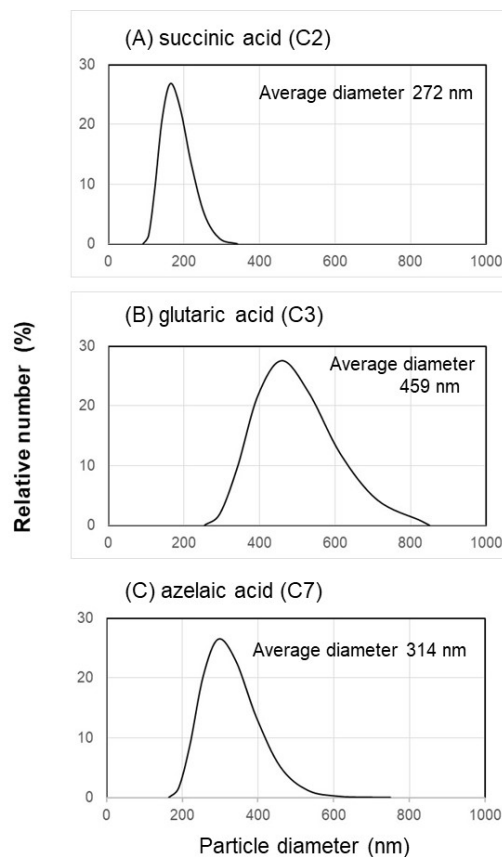 (A) succinic acid (C2)
30
20
10
0
Average diameter 272 nm
0 200 400 600 800 1000
(B) glutaric acid (C3)
30
20
10
0
Average diameter
459 nm
0 200 400 600 800 1000
(C) azelaic acid (C7)
30
20
10
0
Average diameter 314 nm
0 200 400 600 800 1000
Particle diameter (nm)
Relative number (%)